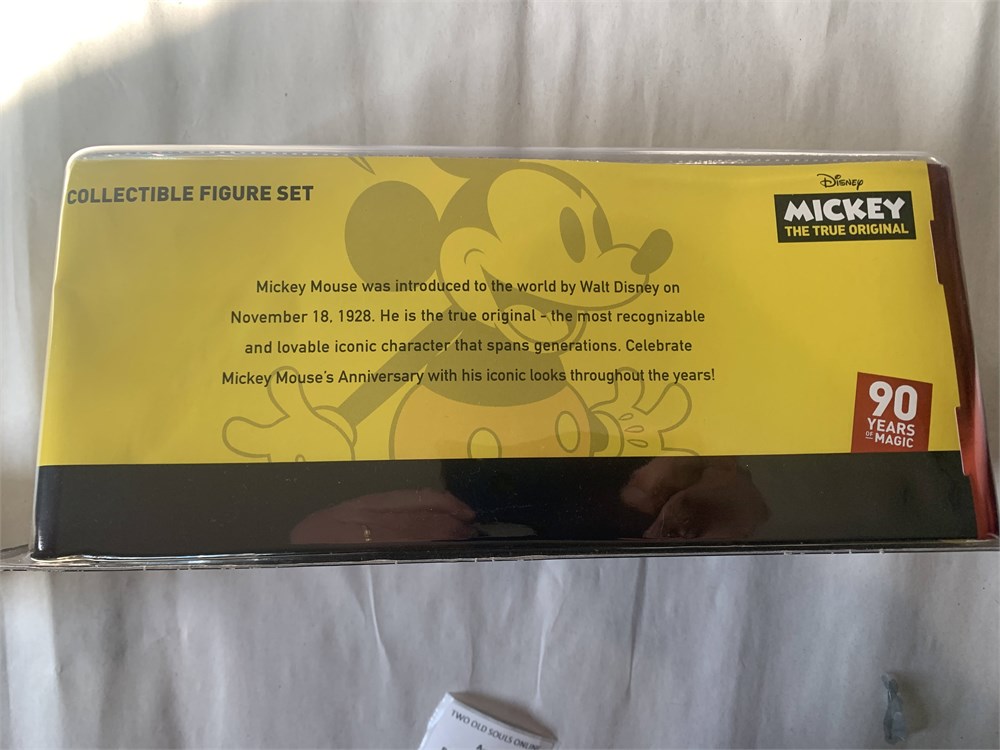 COLLECTIBLE FIGURE SET
Disney
MICKEY
THE TRUE ORIGINAL
Mickey Mouse was introduced to the world by Walt Disney on
November 18, 1928. He is the true original - the most recognizable
and lovable iconic character that spans generations. Celebrate
Mickey Mouse's Anniversary with his iconic looks throughout the years!
90
YEARS
OF MAGIC
TWO OLD SOULS ONLINE